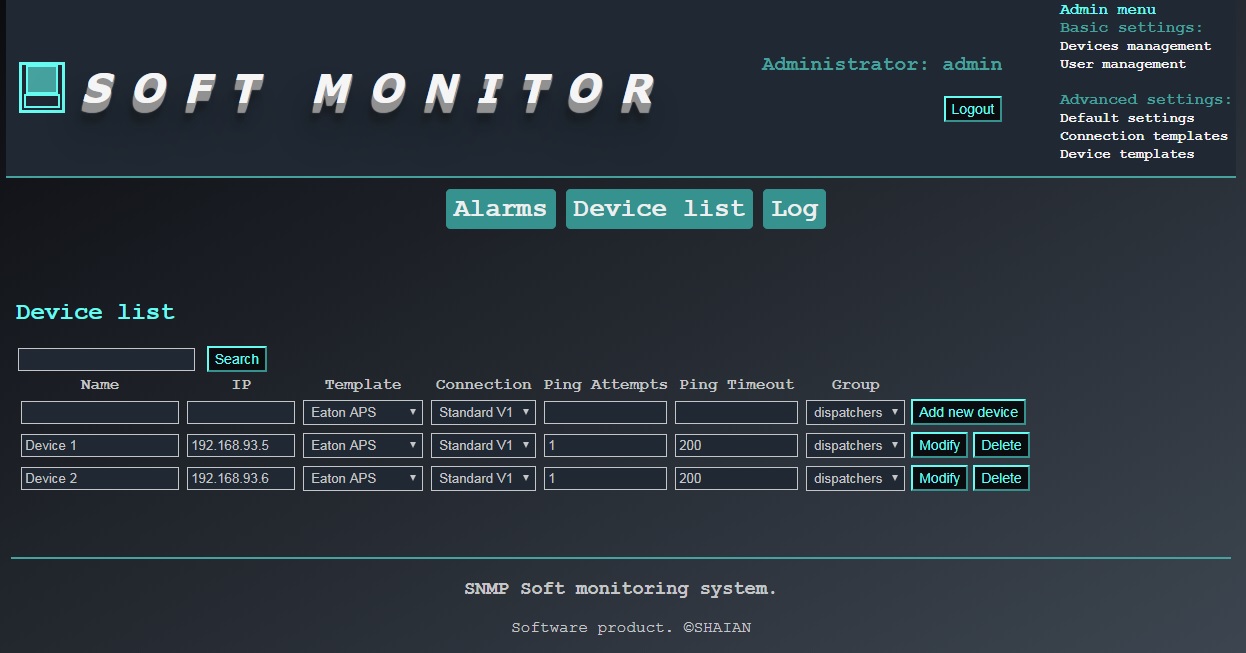 SOFT MONITOR
Administrator: admin
Logout
Admin menu
Basic settings:
Devices management
User management
Advanced settings:
Default settings
Connection templates
Device templates
Alarms Device list Log
Device list
Search
Name IP Template Connection Ping Attempts Ping Timeout Group
Eaton APS Standard V1 dispatchers Add new device
Device 1 192.168.93.5 Eaton APS Standard V1 1 200 dispatchers Modify Delete
Device 2 192.168.93.6 Eaton APS Standard V1 1 200 dispatchers Modify Delete
SNMP Soft monitoring system.
Software product. ©SHAIAN